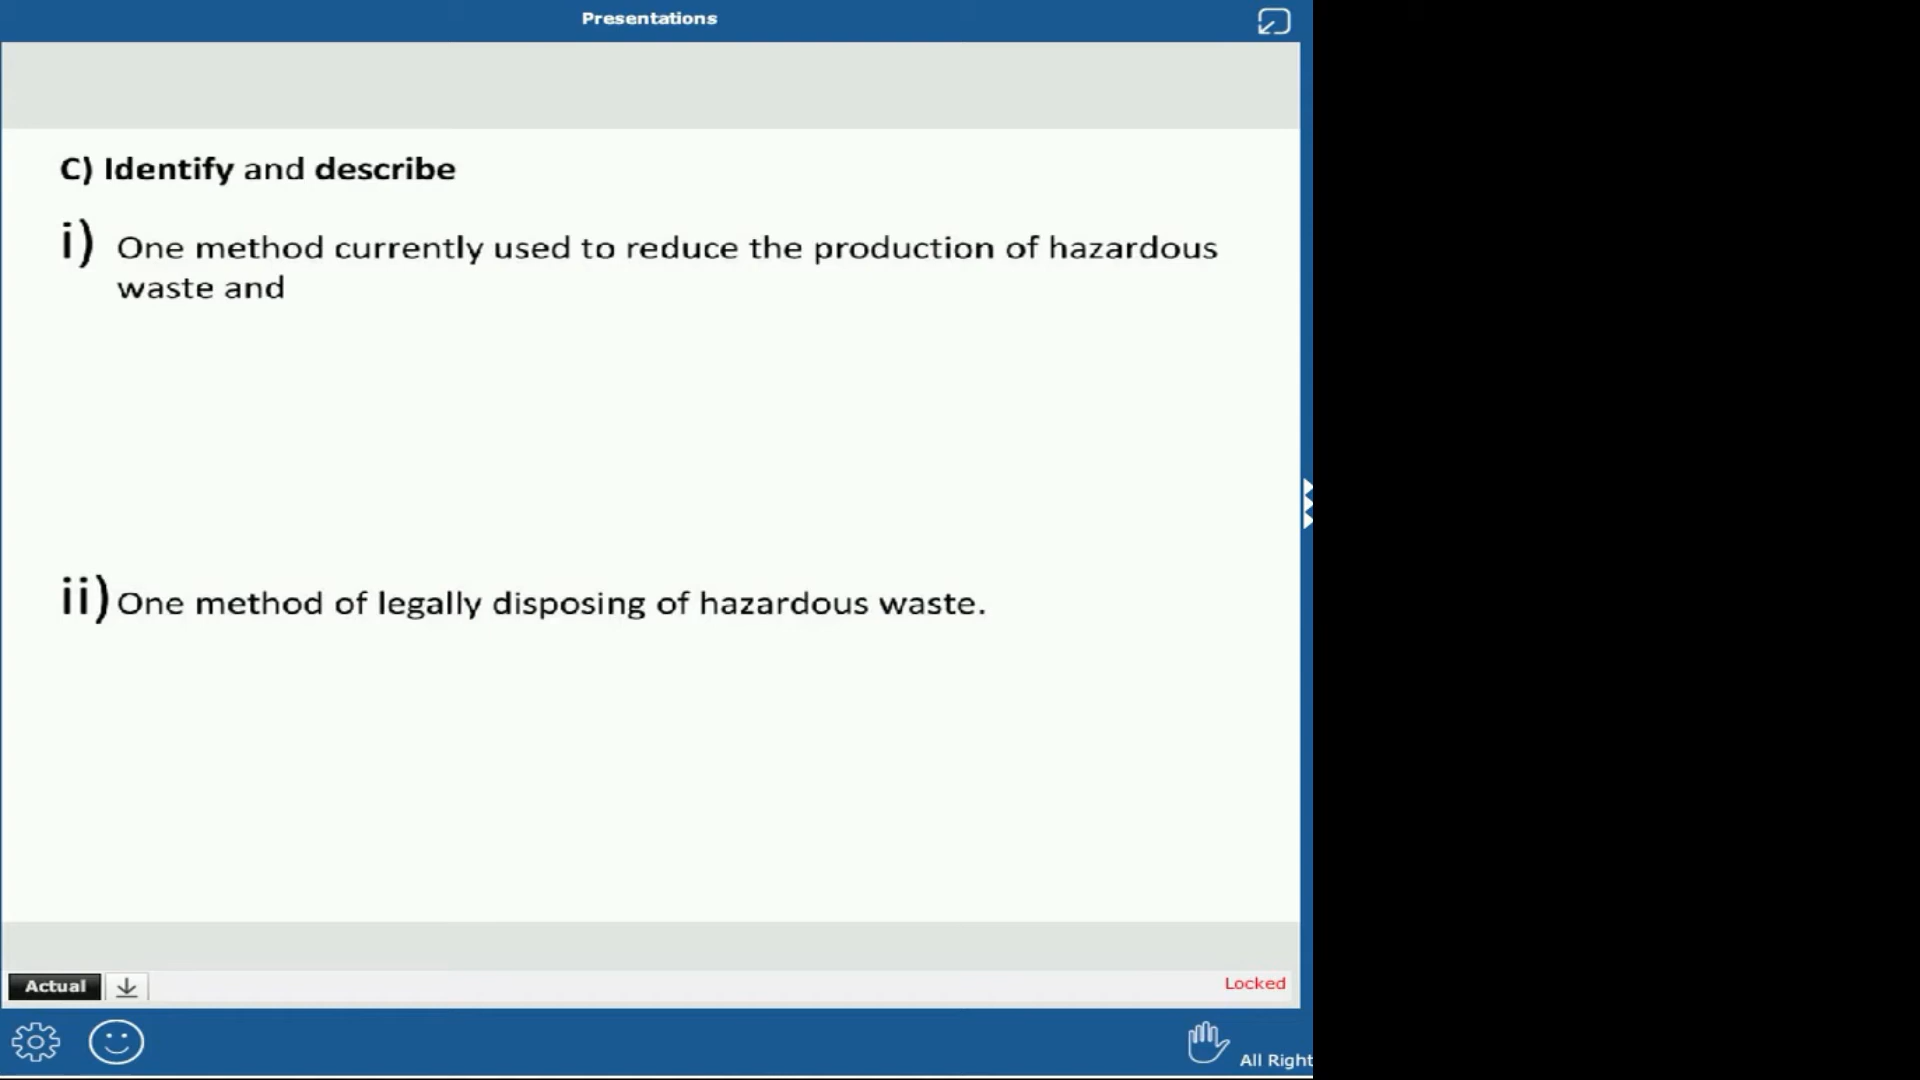 Presentations
C) Identify and describe
i) One method currently used to reduce the production of hazardous
waste and
ii) One method of legally disposing of hazardous waste.
Actual
Locked
All Right